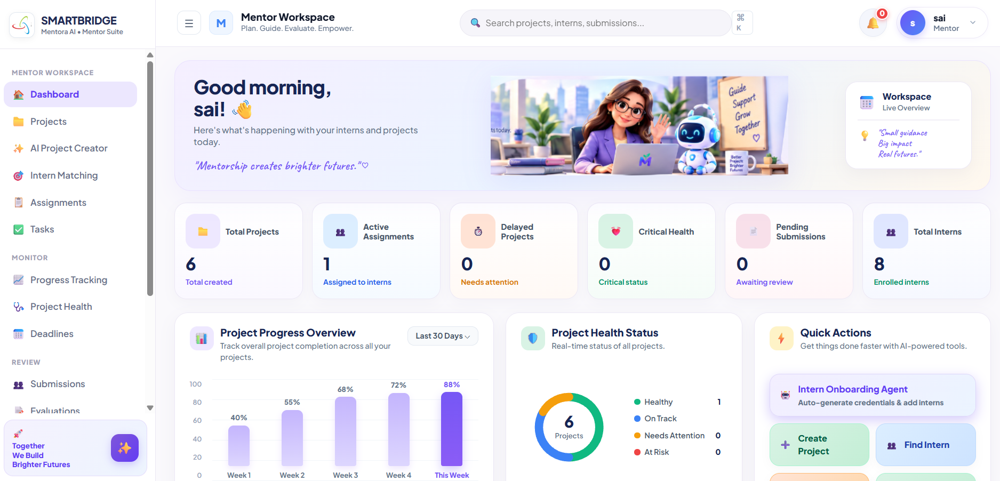 SMARTBRIDGE
Mentora AI • Mentor Suite
M
Mentor Workspace
Plan. Guide. Evaluate. Empower.
Search projects, interns, submissions...
⌘
K
0
s
sai
Mentor
MENTOR WORKSPACE
Dashboard
Projects
AI Project Creator
Intern Matching
Assignments
Tasks
MONITOR
Progress Tracking
Project Health
Deadlines
REVIEW
Submissions
Evaluations
Together
We Build
Brighter Futures
Good morning,
sai!
Here's what's happening with your interns and projects
today.
"Mentorship creates brighter futures."♡
ts today.
Guide
Support
Grow
Together
Better
Projects
Brighter
Futures
Workspace
Live Overview
"Small guidance
Big impact
Real futures."
Total Projects
6
Total created
Active
Assignments
1
Assigned to interns
Delayed
Projects
0
Needs attention
Critical Health
0
Critical status
Pending
Submissions
0
Awaiting review
Total Interns
8
Enrolled interns
Project Progress Overview
Track overall project completion across all your
projects.
Last 30 Days
100
80
60
40
20
0
40%
55%
68%
72%
88%
Week 1
Week 2
Week 3
Week 4
This Week
Project Health Status
Real-time status of all projects.
6
Projects
Healthy 1
On Track
Needs Attention 0
At Risk 0
Quick Actions
Get things done faster with AI-powered tools.
Intern Onboarding Agent
Auto-generate credentials & add interns
Create
Project
Find Intern